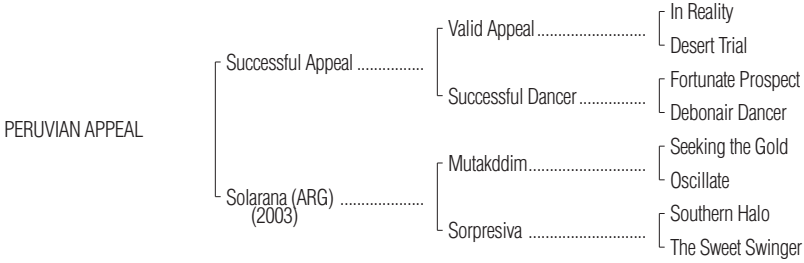 In Reality
Valid Appeal
Desert Trial
Successful Appeal
Fortunate Prospect
Successful Dancer
Debonair Dancer
PERUVIAN APPEAL
Seeking the Gold
Mutakddim
Oscillate
Solarana (ARG)
(2003)
Southern Halo
Sorpresiva
The Sweet Swinger